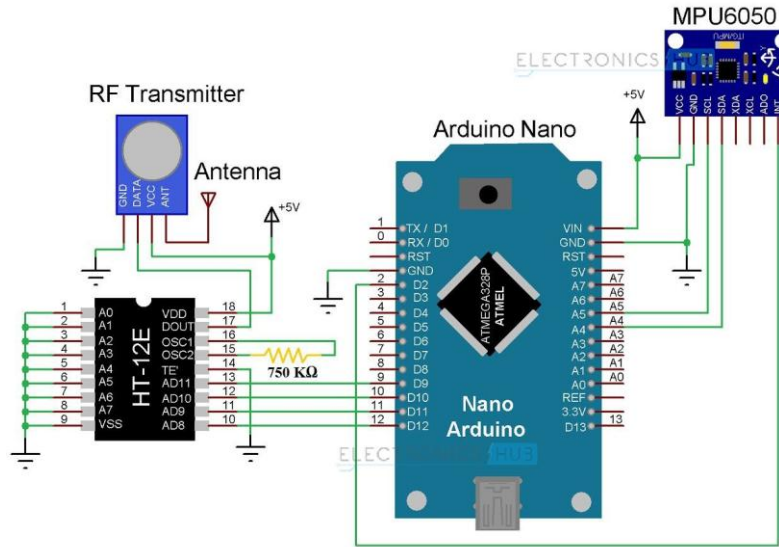 MPU6050
ELECTRONICS HUB
ITG/MPU
Y
VCC
GND
SCL
SDA
XDA
XCL
ADO
INT
+5V
RF Transmitter
GND
DATA
VCC
ANT
Antenna
+5V
Arduino Nano
1 TX / D1
0 RX / D0
RST
GND
2 D2
3 D3
4 D4
5 D5
6 D6
7 D7
8 D8
9 D9
10 D10
11 D11
12 D12
VIN
GND
RST
5V
A7 A7
A6 A6
A5 A5
A4 A4
A3 A3
A2 A2
A1 A1
A0 A0
REF
3.3V
D13 13
ATMEGA328P
ATMEL
Nano
Arduino
HT-12E
1 A0
2 A1
3 A2
4 A3
5 A4
6 A5
7 A6
8 A7
9 VSS
VDD 18
DOUT 17
OSC1 16
OSC2 15
TE' 14
AD11 13
AD10 12
AD9 11
AD8 10
750 KΩ
ELECTRONICS HUB